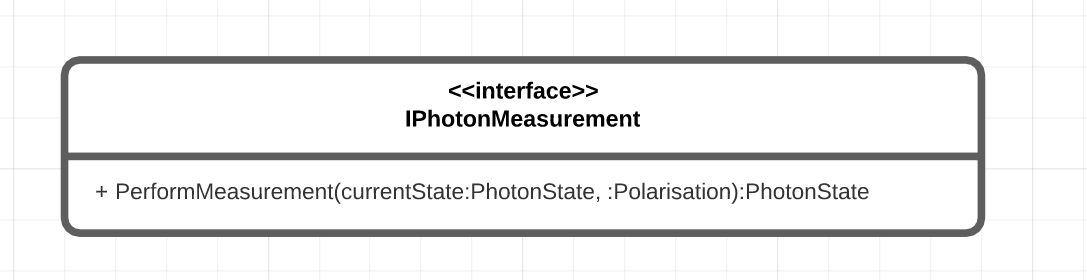 <<interface>>
IPhotonMeasurement
+ PerformMeasurement(currentState:PhotonState, :Polarisation):PhotonState